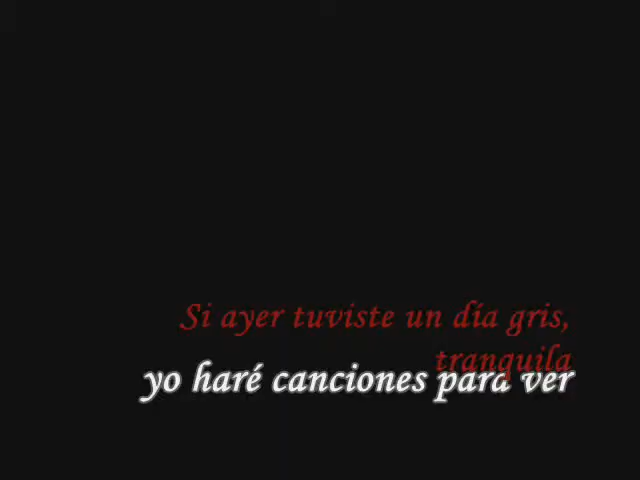 Si ayer tuviste un día gris,
tranquila
yo haré canciones para ver